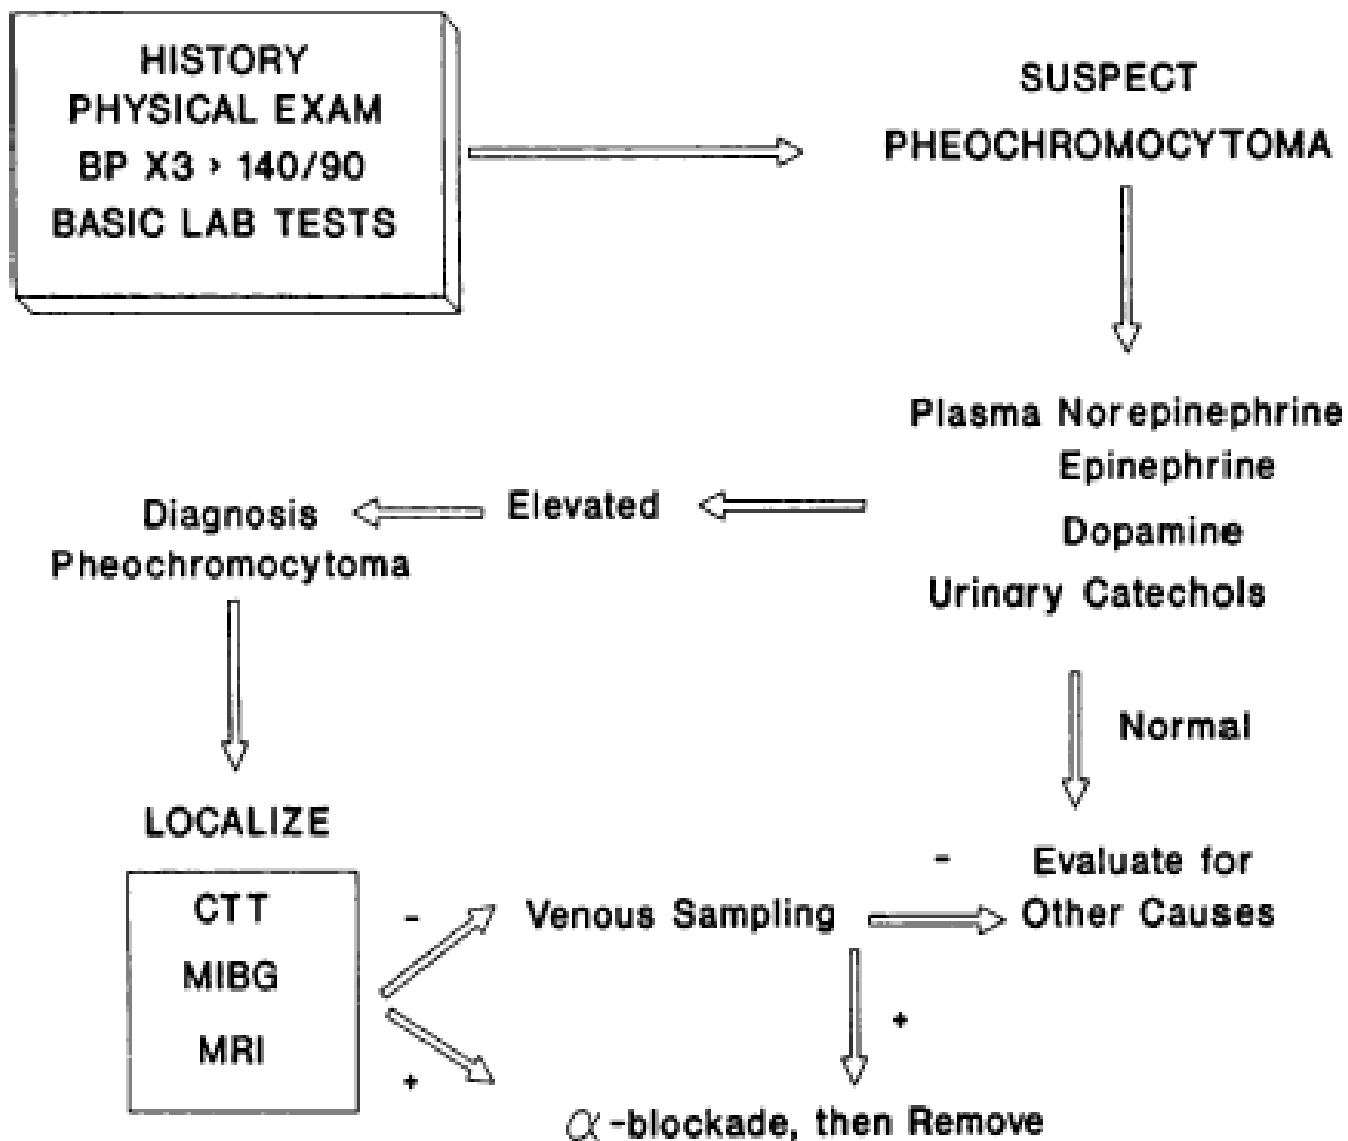 HISTORY
PHYSICAL EXAM
BP X3 > 140/90
BASIC LAB TESTS
SUSPECT
PHEOCHROMOCYTOMA
Plasma Norepinephrine
Epinephrine
Dopamine
Urinary Catechols
Elevated
Diagnosis
Pheochromocytoma
Normal
LOCALIZE
CTT
MIBG
MRI
-
Venous Sampling
-
Evaluate for
Other Causes
+
+
α-blockade, then Remove